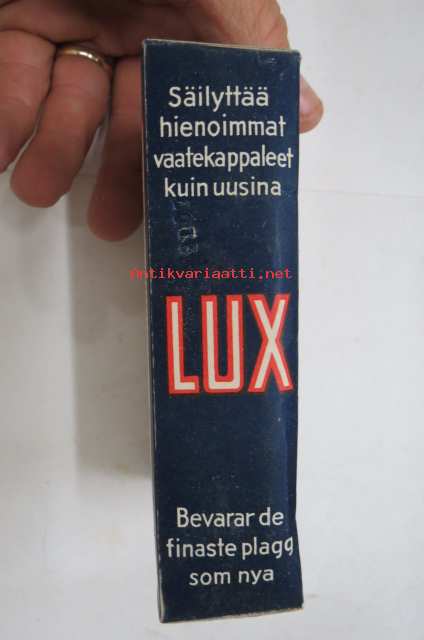 Säilyttää
hienoimmat
vaatekappaleet
kuin uusina
Antikvariaatti.net
LUX
Bevarar de
finaste plagg
som nya